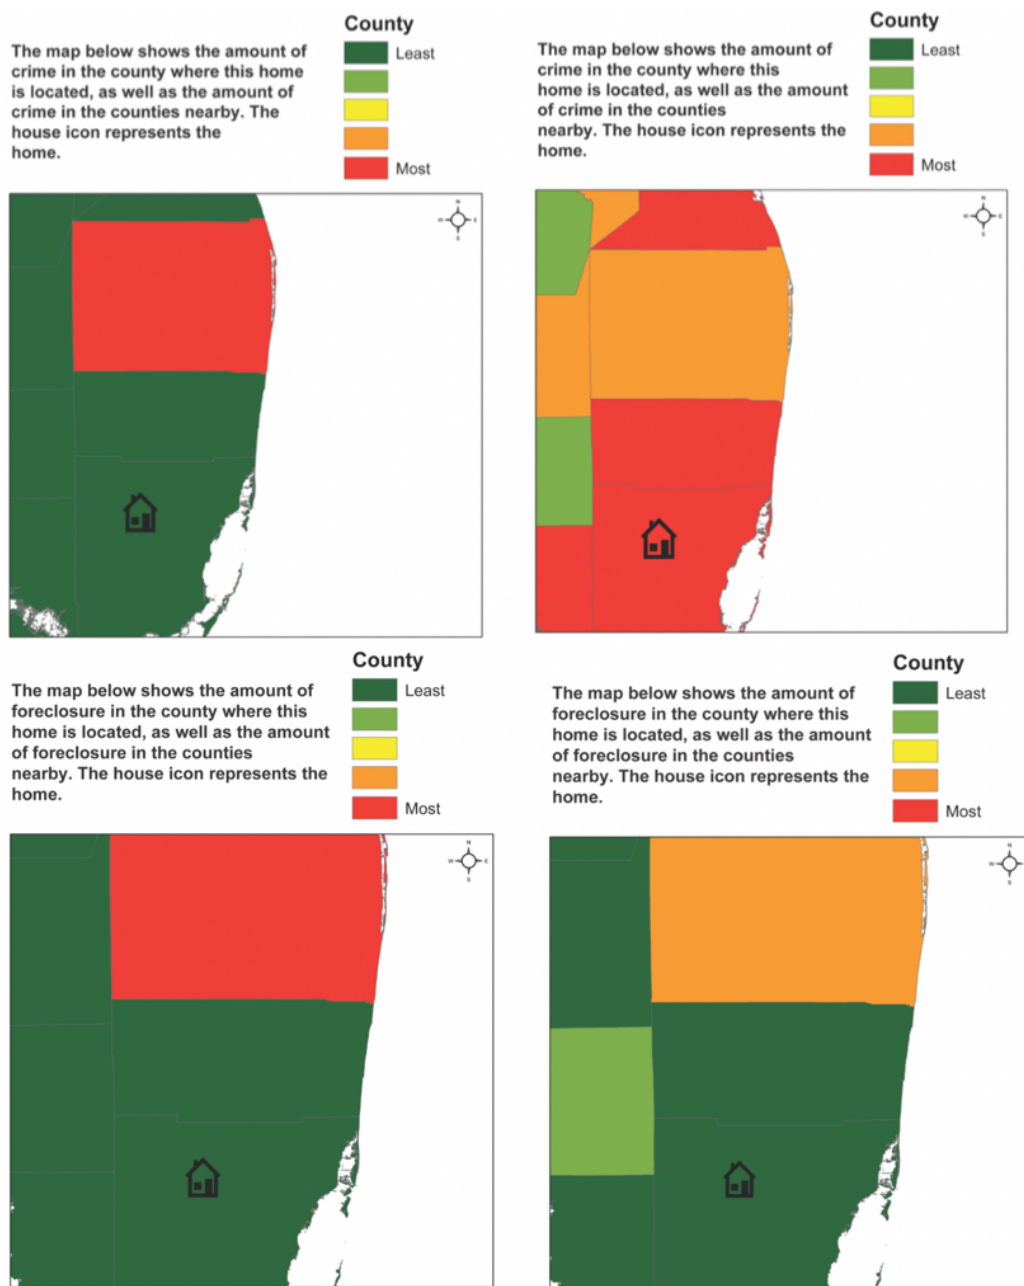 County
The map below shows the amount of
crime in the county where this home
is located, as well as the amount of
crime in the counties nearby. The
house icon represents the
home.
Least
Most
N
W E
S
County
The map below shows the amount of
crime in the county where this
home is located, as well as the amount
of crime in the counties
nearby. The house icon represents the
home.
Least
Most
N
W E
S
County
The map below shows the amount of
foreclosure in the county where this
home is located, as well as the amount
of foreclosure in the counties
nearby. The house icon represents the
home.
Least
Most
N
W E
S
County
The map below shows the amount of
foreclosure in the county where this
home is located, as well as the amount
of foreclosure in the counties
nearby. The house icon represents the
home.
Least
Most
N
W
S